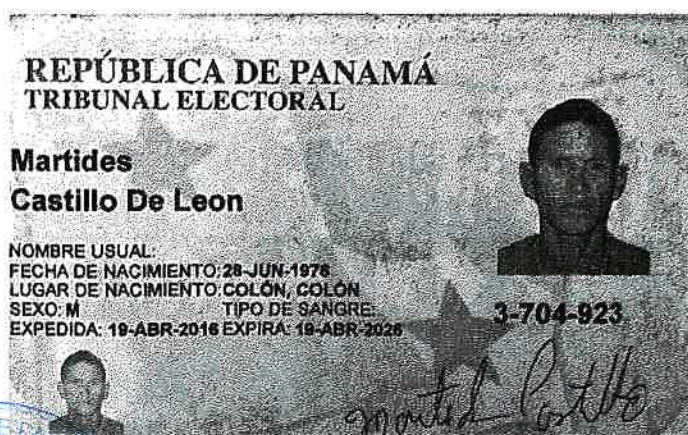 REPÚBLICA DE PANAMÁ
TRIBUNAL ELECTORAL
Martides
Castillo De Leon
NOMBRE USUAL:
FECHA DE NACIMIENTO: 28-JUN-1976
LUGAR DE NACIMIENTO: COLÓN, COLÓN
SEXO: M TIPO DE SANGRE:
EXPEDIDA: 19-ABR-2016 EXPIRA: 19-ABR-2026
3-704-923
Castillo